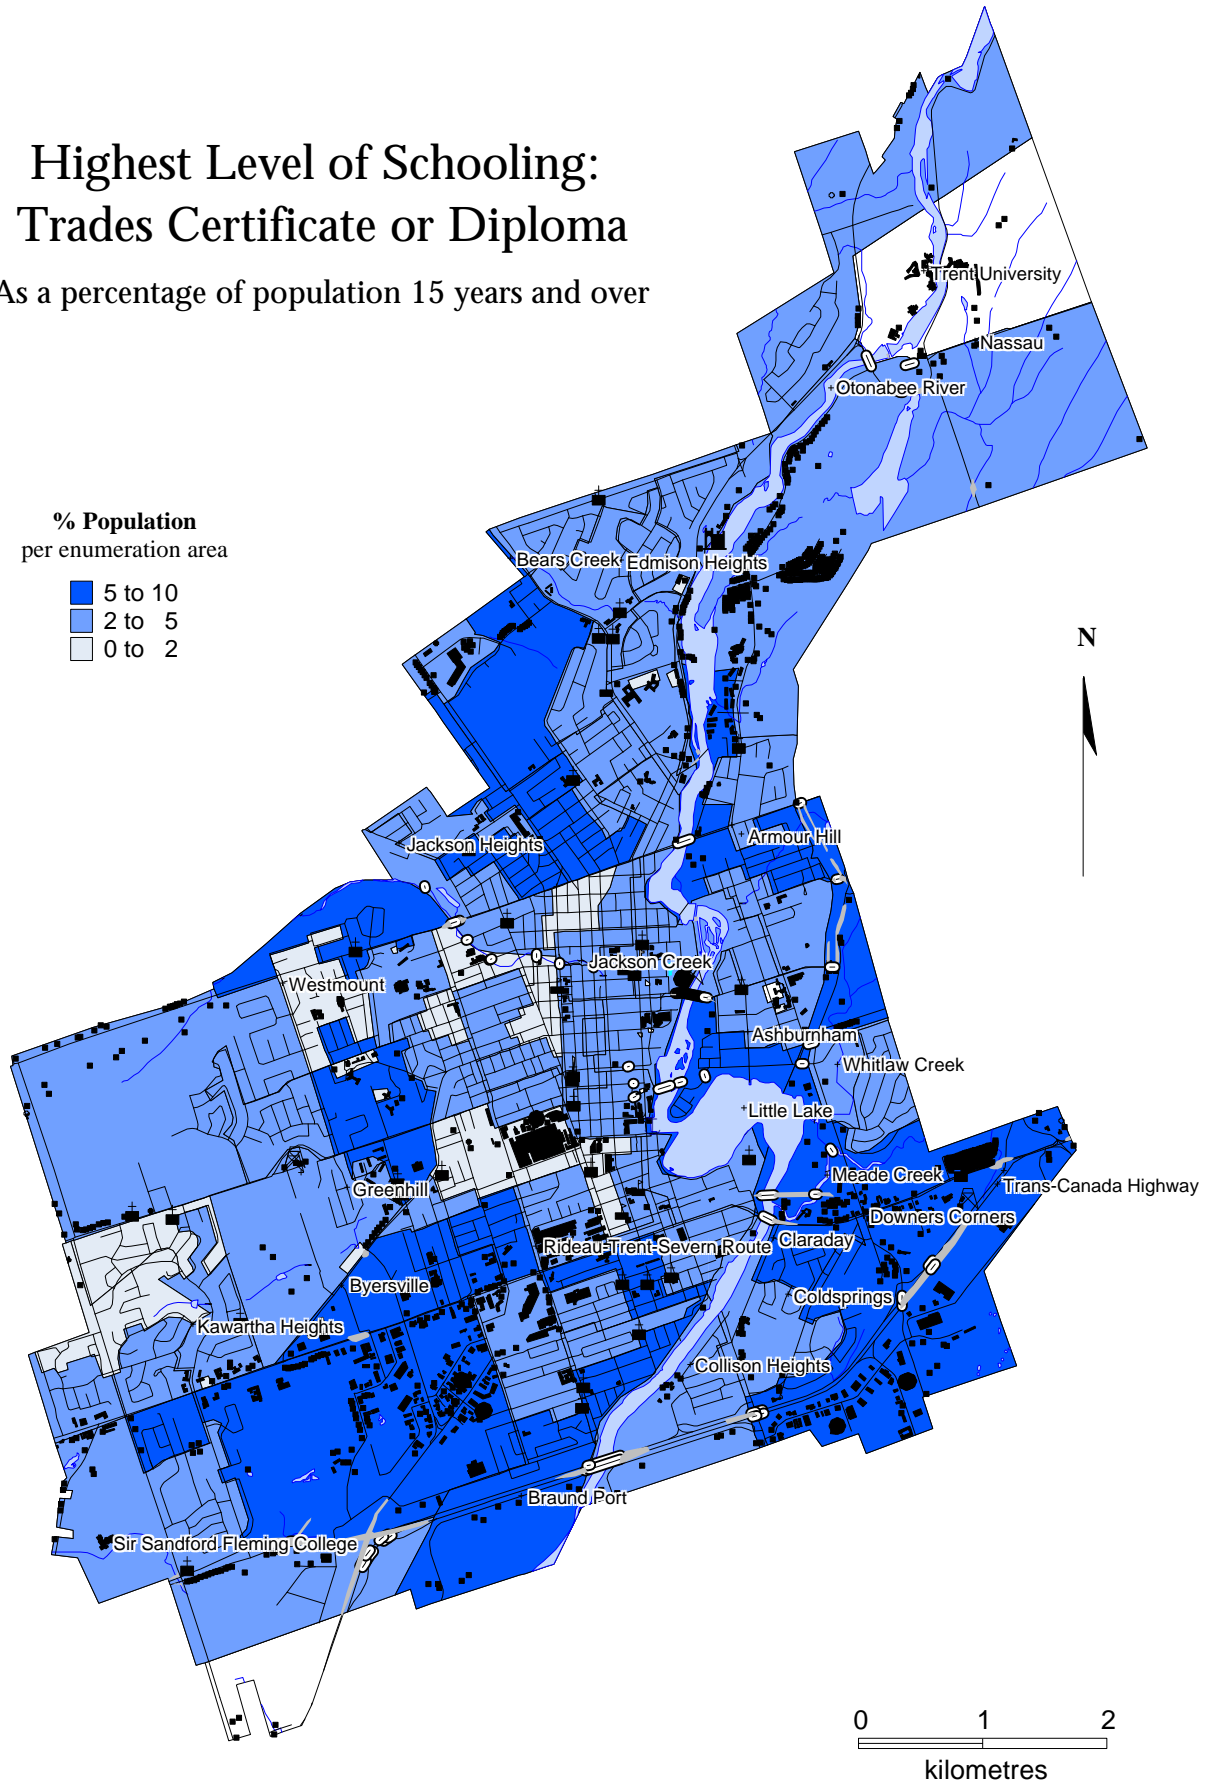 Highest Level of Schooling:
Trades Certificate or Diploma
As a percentage of population 15 years and over
% Population
per enumeration area
5 to 10
2 to 5
0 to 2
N
Trent University
Nassau
Otonabee River
Bears Creek
Edmison Heights
Armour Hill
Jackson Heights
Jackson Creek
Westmount
Ashburnham
Whitlaw Creek
Little Lake
Meade Creek
Trans-Canada Highway
Greenhill
Downers Corners
Rideau-Trent-Severn Route
Claraday
Byersville
Coldsprings
Kawartha Heights
Collison Heights
Braund Port
Sir Sandford Fleming College
0 1 2
kilometres